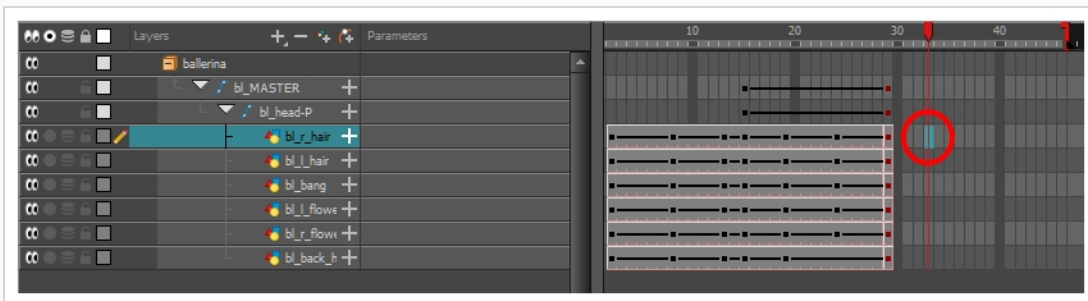 10 20 30 40
Layers Parameters
ballerina
bl_MASTER
bl_head-P
bl_r_hair
bl_l_hair
bl_bang
bl_l_flowe
bl_r_flowe
bl_back_h